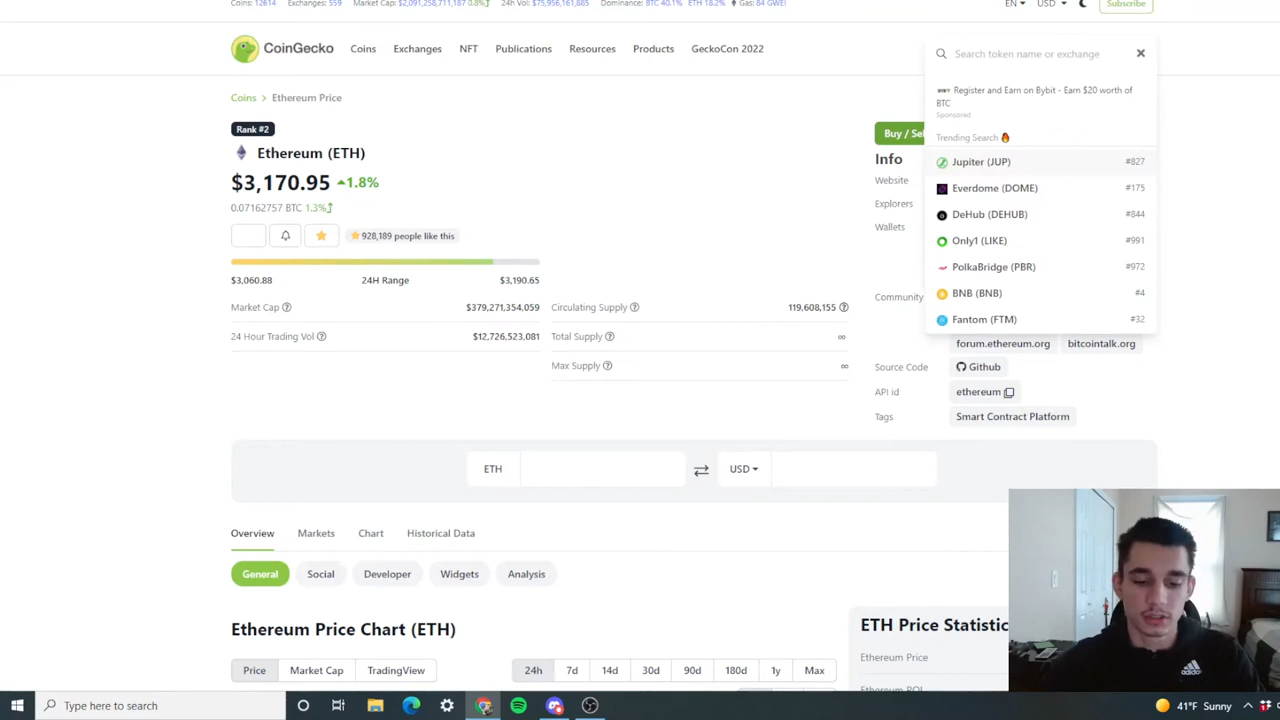 Coins: 12614 Exchanges: 559 Market Cap: $2,091,258,711,187 0.8% 24h Vol: $75,956,161,885 Dominance: BTC 40.1% ETH 18.2% Gas: 84 GWEI EN USD Subscribe
CoinGecko Coins Exchanges NFT Publications Resources Products GeckoCon 2022
Search token name or exchange
Register and Earn on Bybit - Earn $20 worth of
BTC
Sponsored
Trending Search
Jupiter (JUP) #827
Everdome (DOME) #175
DeHub (DEHUB) #844
Only1 (LIKE) #991
PolkaBridge (PBR) #972
BNB (BNB) #4
Fantom (FTM) #32
Coins > Ethereum Price
Rank #2
Ethereum (ETH)
$3,170.95 1.8%
0.07162757 BTC 1.3%
928,189 people like this
$3,060.88 24H Range $3,190.65
Market Cap $379,271,354,059
24 Hour Trading Vol $12,726,523,081
Circulating Supply 119,608,155
Total Supply ∞
Max Supply ∞
Buy / Sel
Info
Website
Explorers
Wallets
Community
forum.ethereum.org bitcointalk.org
Source Code Github
API id ethereum
Tags Smart Contract Platform
ETH USD
Overview Markets Chart Historical Data
General Social Developer Widgets Analysis
Ethereum Price Chart (ETH)
Price Market Cap TradingView 24h 7d 14d 30d 90d 180d 1y Max
ETH Price Statistic
Ethereum Price
Ethereum ROI
adidas
Type here to search
41°F Sunny